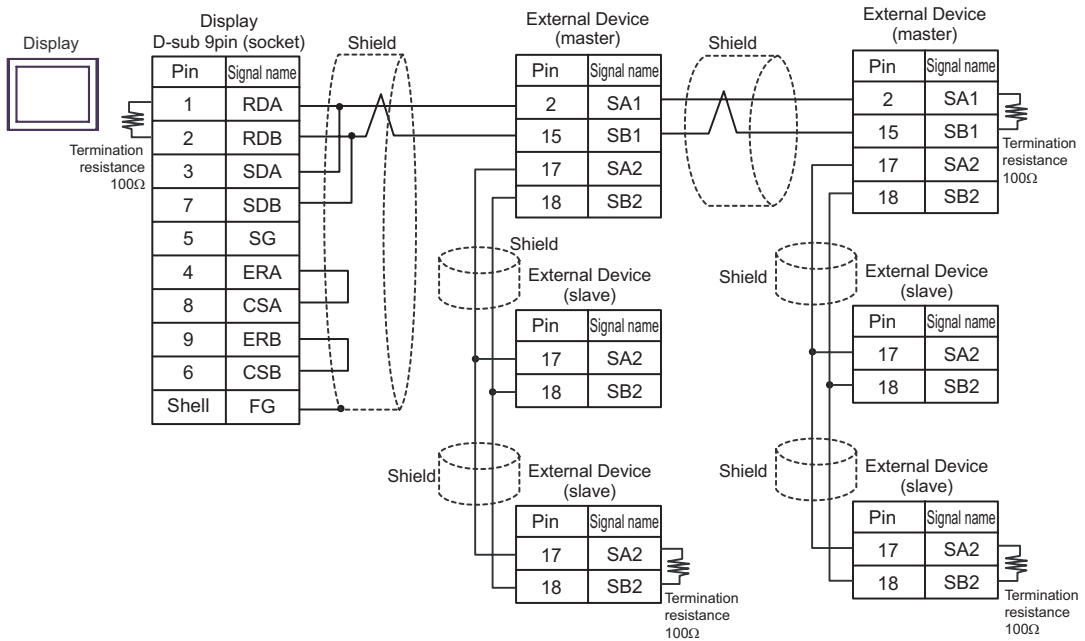 Display
Display
D-sub 9pin (socket)
Pin Signal name
1 RDA
2 RDB
3 SDA
7 SDB
5 SG
4 ERA
8 CSA
9 ERB
6 CSB
Shell FG
Termination
resistance
100Ω
Shield
External Device
(master)
Pin Signal name
2 SA1
15 SB1
17 SA2
18 SB2
Shield
External Device
(master)
Pin Signal name
2 SA1
15 SB1
17 SA2
18 SB2
Termination
resistance
100Ω
Shield
External Device
(slave)
Pin Signal name
17 SA2
18 SB2
Shield
External Device
(slave)
Pin Signal name
17 SA2
18 SB2
Shield
External Device
(slave)
Pin Signal name
17 SA2
18 SB2
Termination
resistance
100Ω
Shield
External Device
(slave)
Pin Signal name
17 SA2
18 SB2
Termination
resistance
100Ω